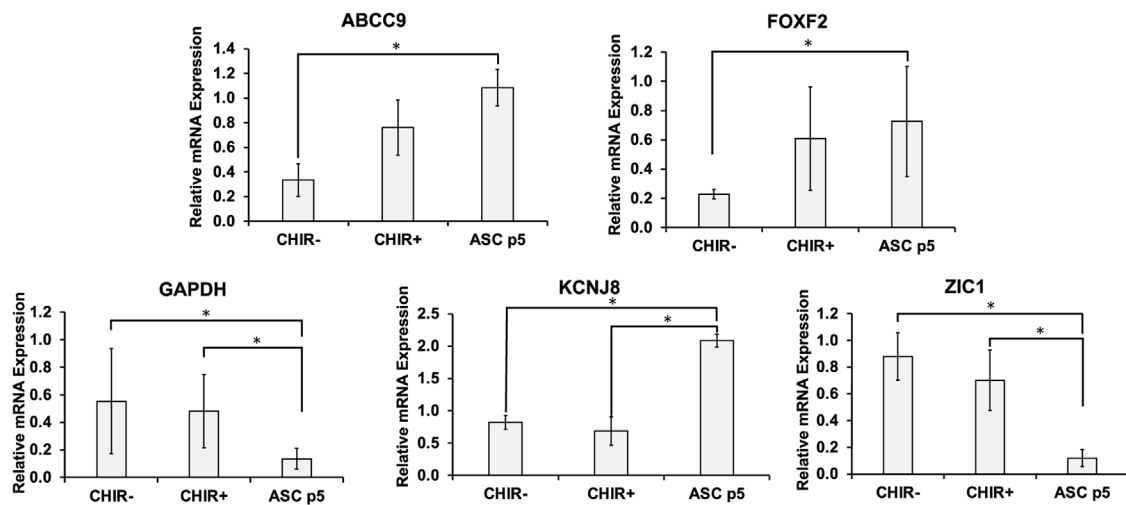 ABCC9
Relative mRNA Expression
1.4
1.2
1.0
0.8
0.6
0.4
0.2
0.0
*
CHIR-
CHIR+
ASC p5
FOXF2
Relative mRNA Expression
1.2
1.0
0.8
0.6
0.4
0.2
0.0
*
CHIR-
CHIR+
ASC p5
GAPDH
Relative mRNA Expression
1.2
1.0
0.8
0.6
0.4
0.2
0.0
*
*
CHIR-
CHIR+
ASC p5
KCNJ8
Relative mRNA Expression
2.5
2.0
1.5
1.0
0.5
0.0
*
*
CHIR-
CHIR+
ASC p5
ZIC1
Relative mRNA Expression
1.2
1.0
0.8
0.6
0.4
0.2
0.0
*
*
CHIR-
CHIR+
ASC p5